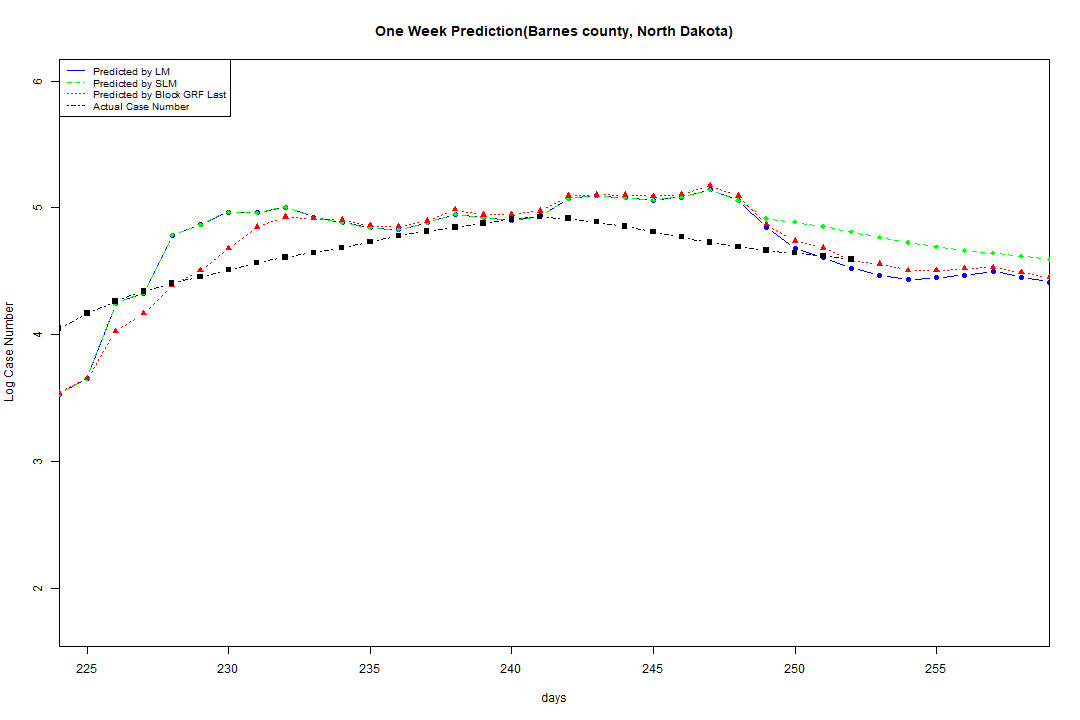 One Week Prediction(Barnes county, North Dakota)
Predicted by LM
Predicted by SLM
Predicted by Block GRF Last
Actual Case Number
6
5
4
3
2
Log Case Number
225 230 235 240 245 250 255
days